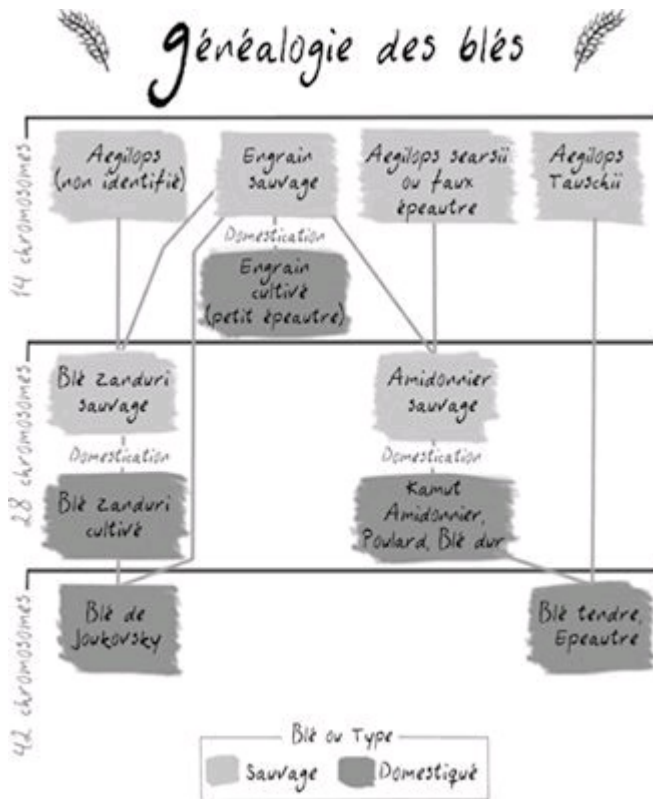 généalogie des blés
14 chromosomes
Aegilops
(non identifié)
Engrain
sauvage
Aegilops searsii
ou faux
épeautre
Aegilops
Tauschii
Domestication
Engrain
cultivé
(petit épeautre)
28 chromosomes
Blé Zanduri
sauvage
Amidonnier
sauvage
Domestication
Domestication
Blé Zanduri
cultivé
Kamut
Amidonnier,
Poulard, Blé dur
42 chromosomes
Blé de
Joukovsky
Blé tendre,
Epeautre
Blé ou Type
Sauvage
Domestiqué